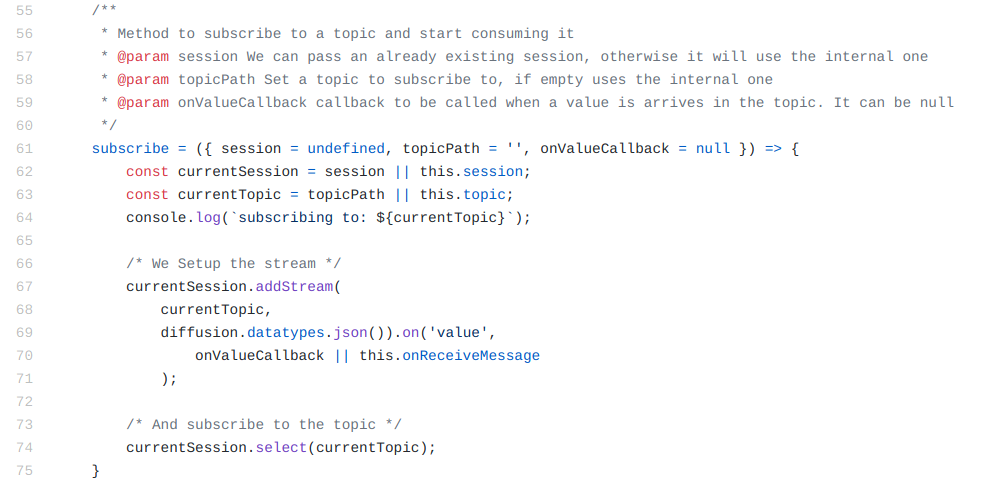 55 /**
56 * Method to subscribe to a topic and start consuming it
57 * @param session We can pass an already existing session, otherwise it will use the internal one
58 * @param topicPath Set a topic to subscribe to, if empty uses the internal one
59 * @param onValueCallback callback to be called when a value is arrives in the topic. It can be null
60 */
61 subscribe = ({ session = undefined, topicPath = '', onValueCallback = null }) => {
62 const currentSession = session || this.session;
63 const currentTopic = topicPath || this.topic;
64 console.log(`subscribing to: ${currentTopic}`);
65
66 /* We Setup the stream */
67 currentSession.addStream(
68 currentTopic,
69 diffusion.datatypes.json()).on('value',
70 onValueCallback || this.onReceiveMessage
71 );
72
73 /* And subscribe to the topic */
74 currentSession.select(currentTopic);
75 }